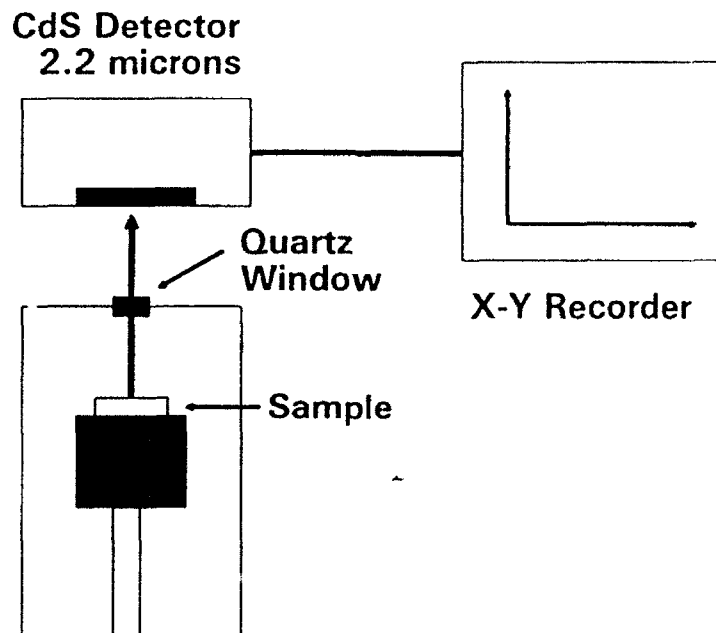 CdS Detector
2.2 microns
Quartz
Window
X-Y Recorder
Sample